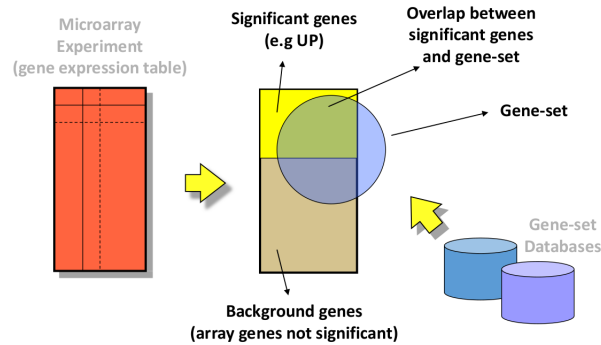 Microarray
Experiment
(gene expression table)
Significant genes
(e.g UP)
Overlap between
significant genes
and gene-set
Gene-set
Gene-set
Databases
Background genes
(array genes not significant)